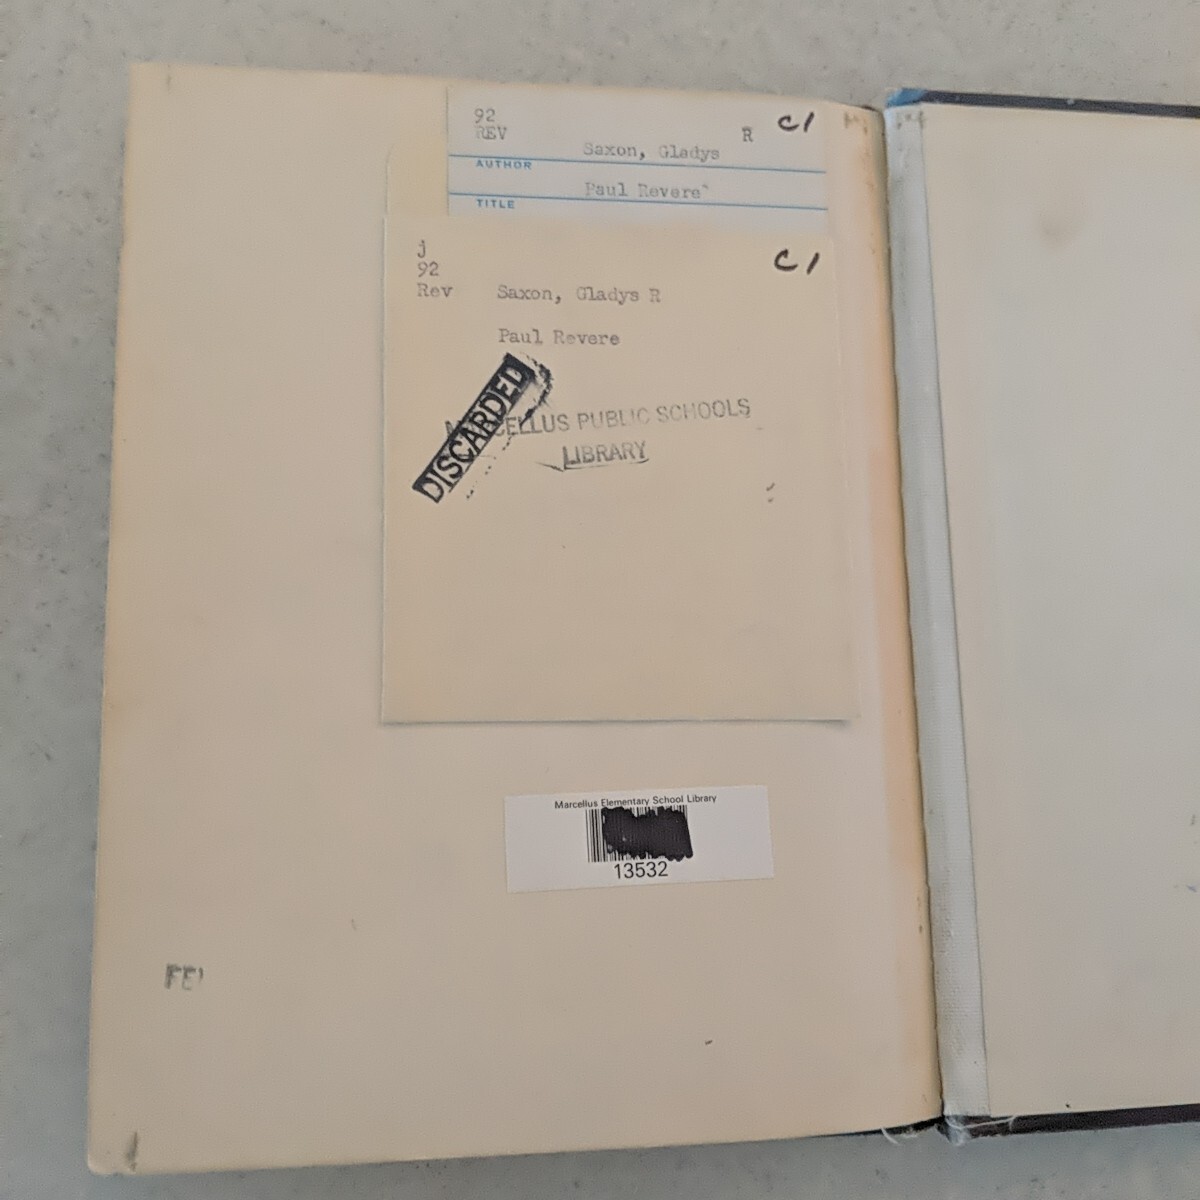 92
REV R C1
Saxon, Gladys
AUTHOR
Paul Revere
TITLE
j
92 C1
Rev Saxon, Gladys R
Paul Revere
DISCARDED
MARCELLUS PUBLIC SCHOOLS
LIBRARY
Marcellus Elementary School Library
13532